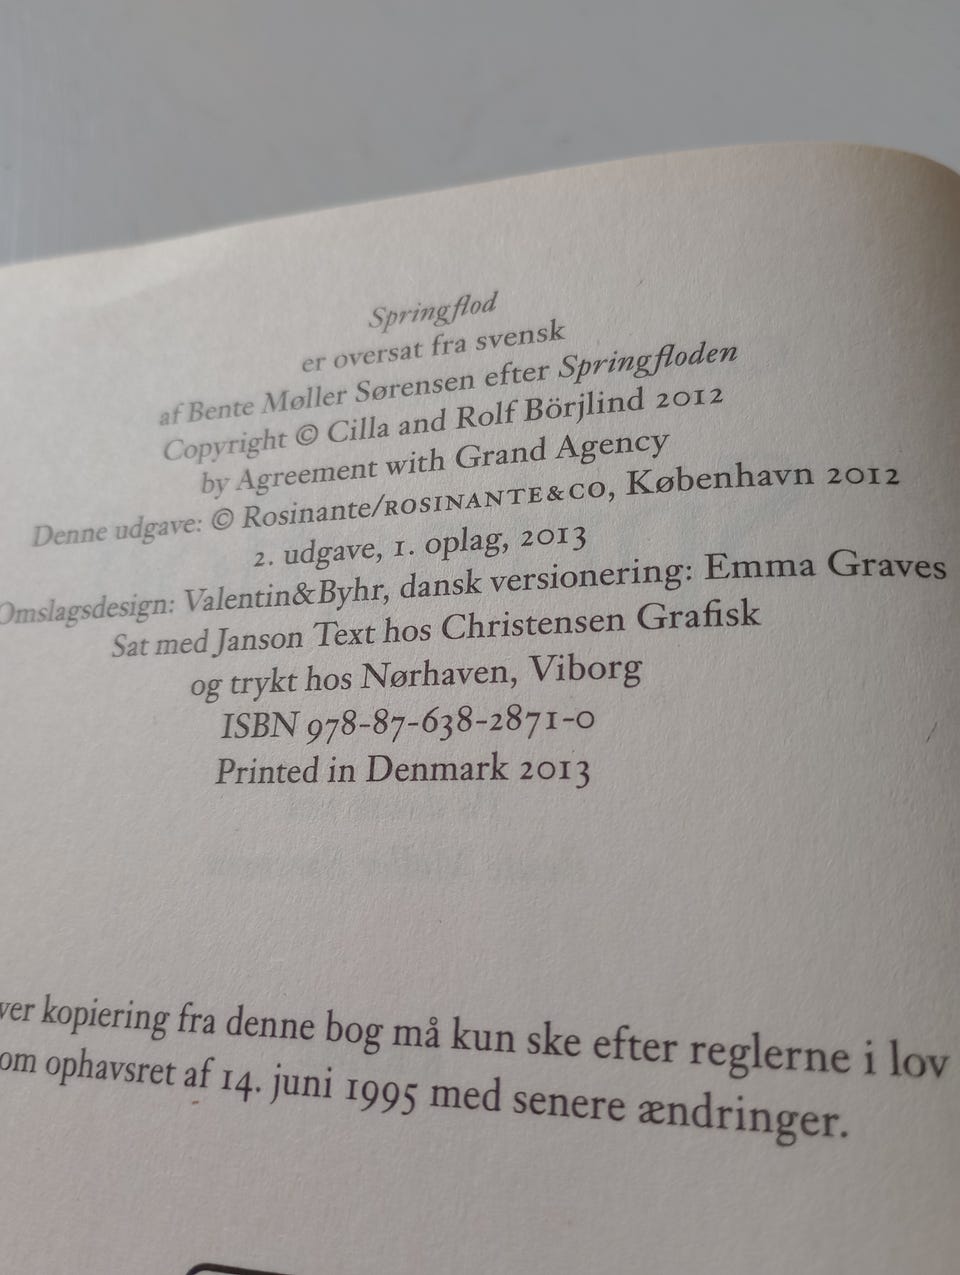 Springflod
er oversat fra svensk
af Bente Møller Sørensen efter Springfloden
Copyright © Cilla and Rolf Börjlind 2012
by Agreement with Grand Agency
Denne udgave: © Rosinante/ROSINANTE&CO, København 2012
2. udgave, 1. oplag, 2013
Omslagsdesign: Valentin&Byhr, dansk versionering: Emma Graves
Sat med Janson Text hos Christensen Grafisk
og trykt hos Nørhaven, Viborg
ISBN 978-87-638-2871-0
Printed in Denmark 2013
ver kopiering fra denne bog må kun ske efter reglerne i lov
om ophavsret af 14. juni 1995 med senere ændringer.